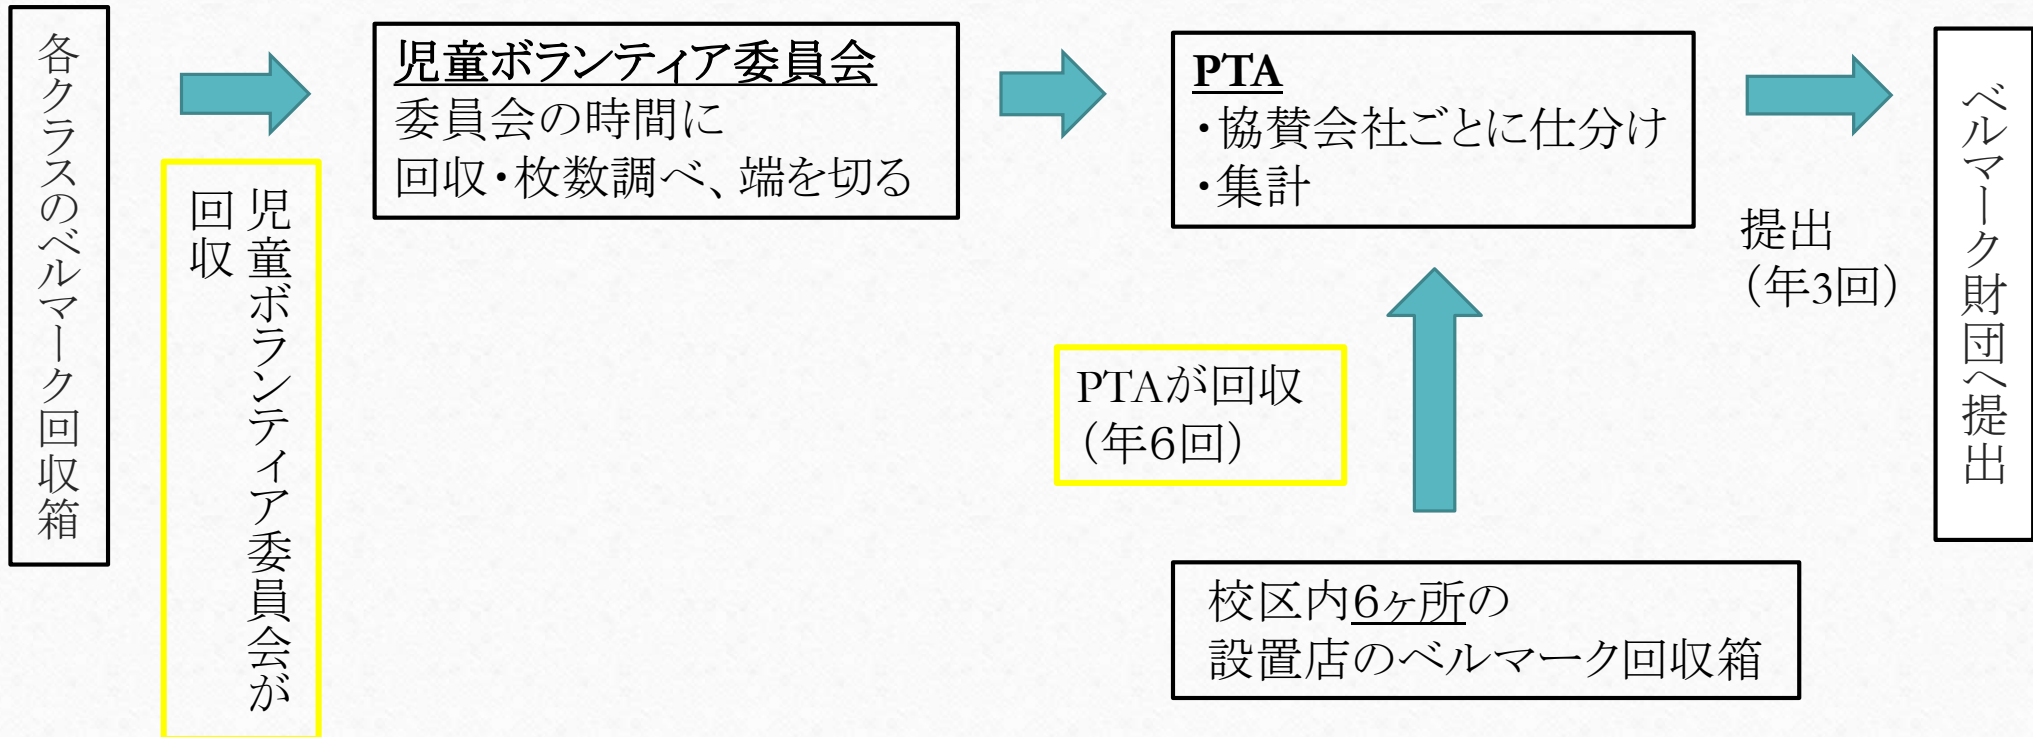 各クラスのベルマーク回収箱
児童ボランティア委員会が
回収
児童ボランティア委員会
委員会の時間に
回収・枚数調べ、端を切る
PTA
・協賛会社ごとに仕分け
・集計
PTAが回収
（年6回）
校区内6ヶ所の
設置店のベルマーク回収箱
提出
（年3回）
ベルマーク財団へ提出